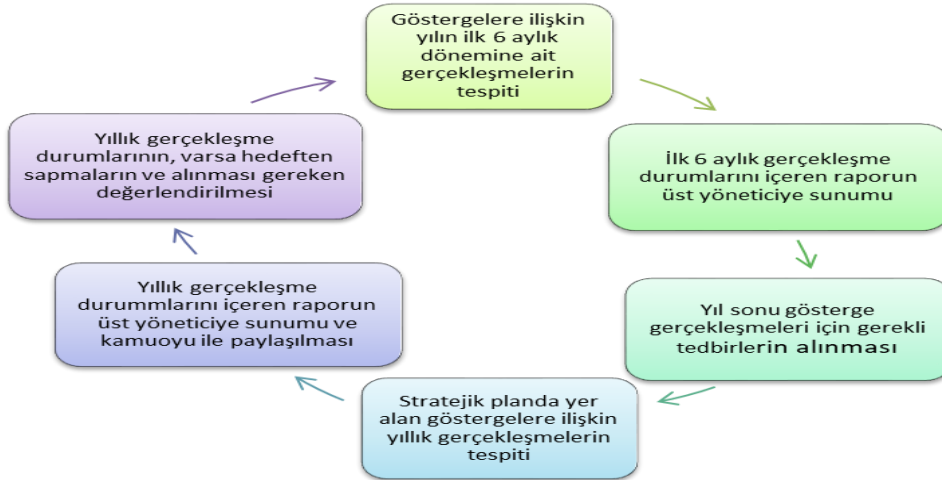 Göstergelere ilişkin
yılın ilk 6 aylık
dönemine ait
gerçekleşmelerin
tespiti
İlk 6 aylık gerçekleşme
durumlarını içeren raporun
üst yöneticiye sunumu
Yıl sonu gösterge
gerçekleşmeleri için gerekli
tedbirlerin alınması
Stratejik planda yer
alan göstergelere ilişkin
yıllık gerçekleşmelerin
tespiti
Yıllık gerçekleşme
durummlarını içeren raporun
üst yöneticiye sunumu ve
kamuoyu ile paylaşılması
Yıllık gerçekleşme
durumlarının, varsa hedeften
sapmaların ve alınması gereken
değerlendirilmesi